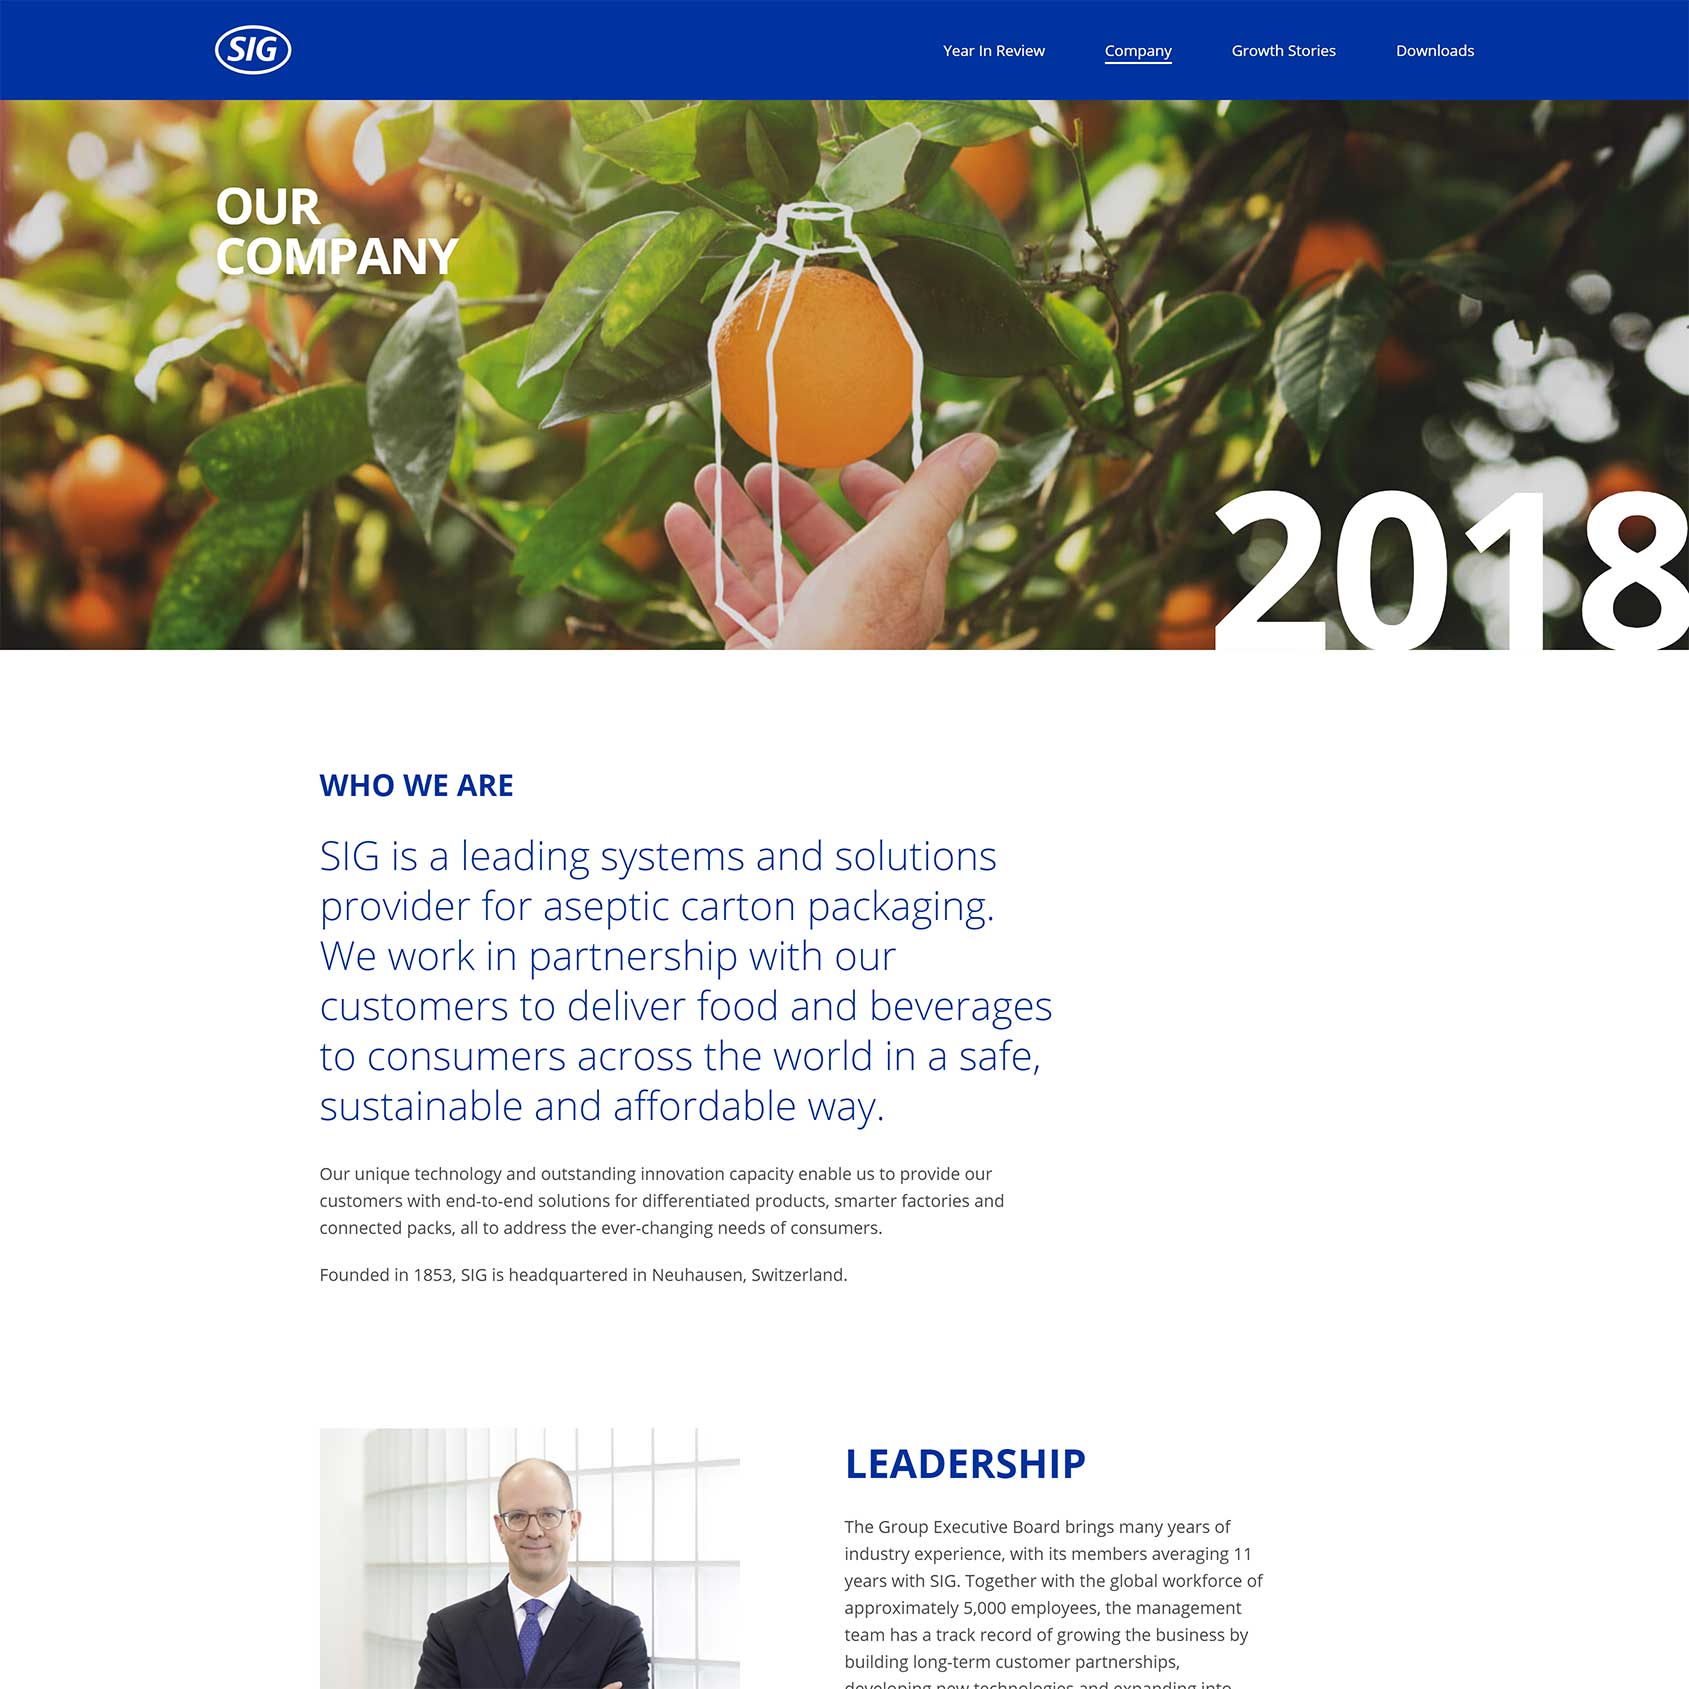 SIG
Year In Review
Company
Growth Stories
Downloads
OUR
COMPANY
2018
WHO WE ARE
SIG is a leading systems and solutions
provider for aseptic carton packaging.
We work in partnership with our
customers to deliver food and beverages
to consumers across the world in a safe,
sustainable and affordable way.
Our unique technology and outstanding innovation capacity enable us to provide our
customers with end-to-end solutions for differentiated products, smarter factories and
connected packs, all to address the ever-changing needs of consumers.
Founded in 1853, SIG is headquartered in Neuhausen, Switzerland.
LEADERSHIP
The Group Executive Board brings many years of
industry experience, with its members averaging 11
years with SIG. Together with the global workforce of
approximately 5,000 employees, the management
team has a track record of growing the business by
building long-term customer partnerships,
developing new technologies and expanding into